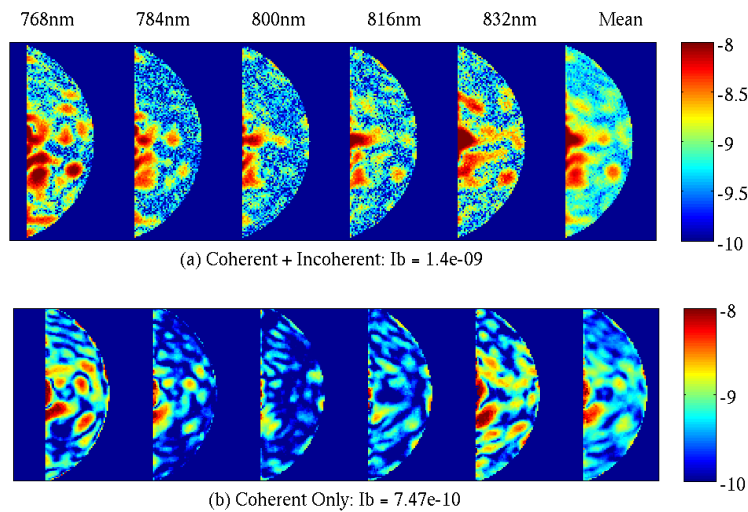 768nm 784nm 800nm 816nm 832nm Mean
-8
-8.5
-9
-9.5
-10
(a) Coherent + Incoherent: Ib = 1.4e-09
-8
-9
-10
(b) Coherent Only: Ib = 7.47e-10